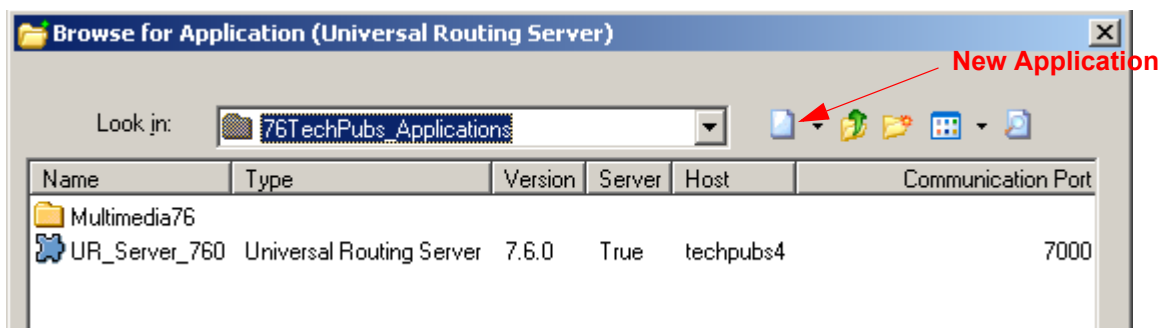 Browse for Application (Universal Routing Server)
New Application
Look in: 76TechPubs_Applications
Name Type Version Server Host Communication Port
Multimedia76
UR_Server_760 Universal Routing Server 7.6.0 True techpubs4 7000